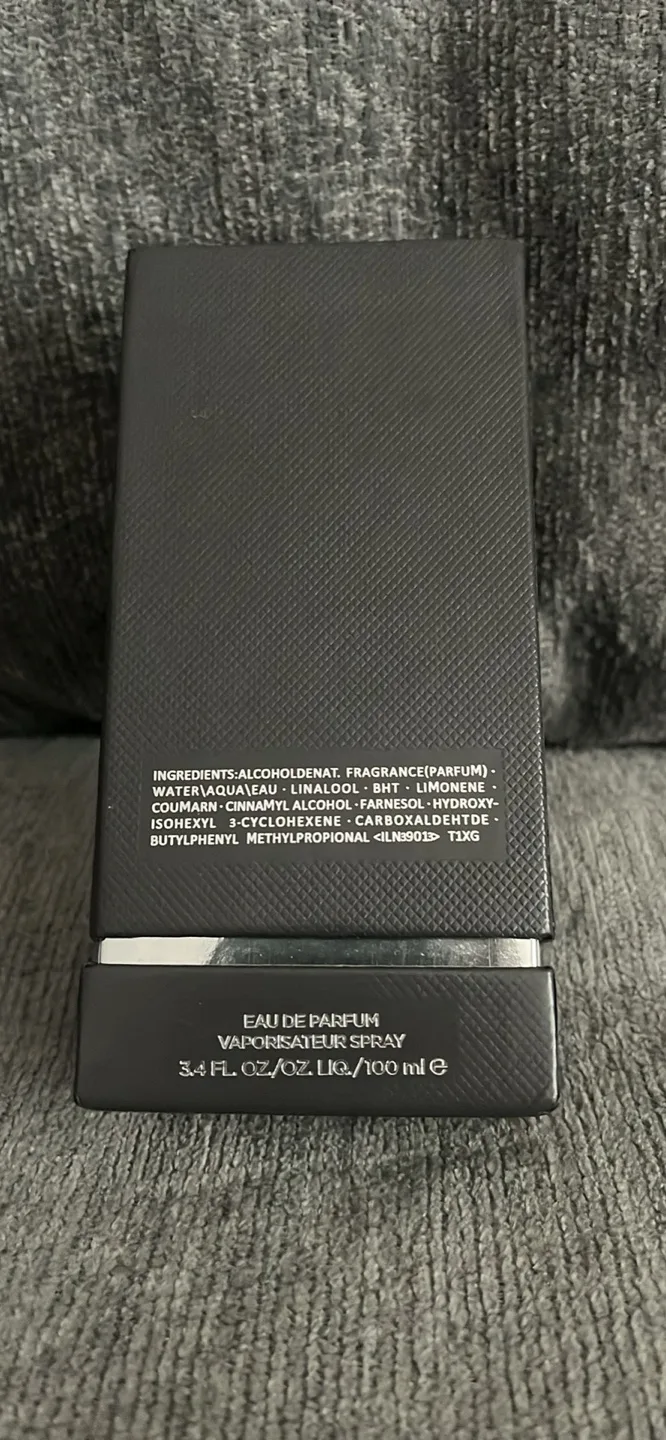 INGREDIENTS:ALCOHOLDENAT. FRAGRANCE(PARFUM) ·
WATER\AQUA\EAU · LINALOOL · BHT · LIMONENE ·
COUMARN · CINNAMYL ALCOHOL · FARNESOL · HYDROXY-
ISOHEXYL 3-CYCLOHEXENE · CARBOXALDEHTDE ·
BUTYLPHENYL METHYLPROPIONAL <ILN39013> T1XG
EAU DE PARFUM
VAPORISATEUR SPRAY
3.4 FL. OZ./OZ. LIQ./100 ml ℮